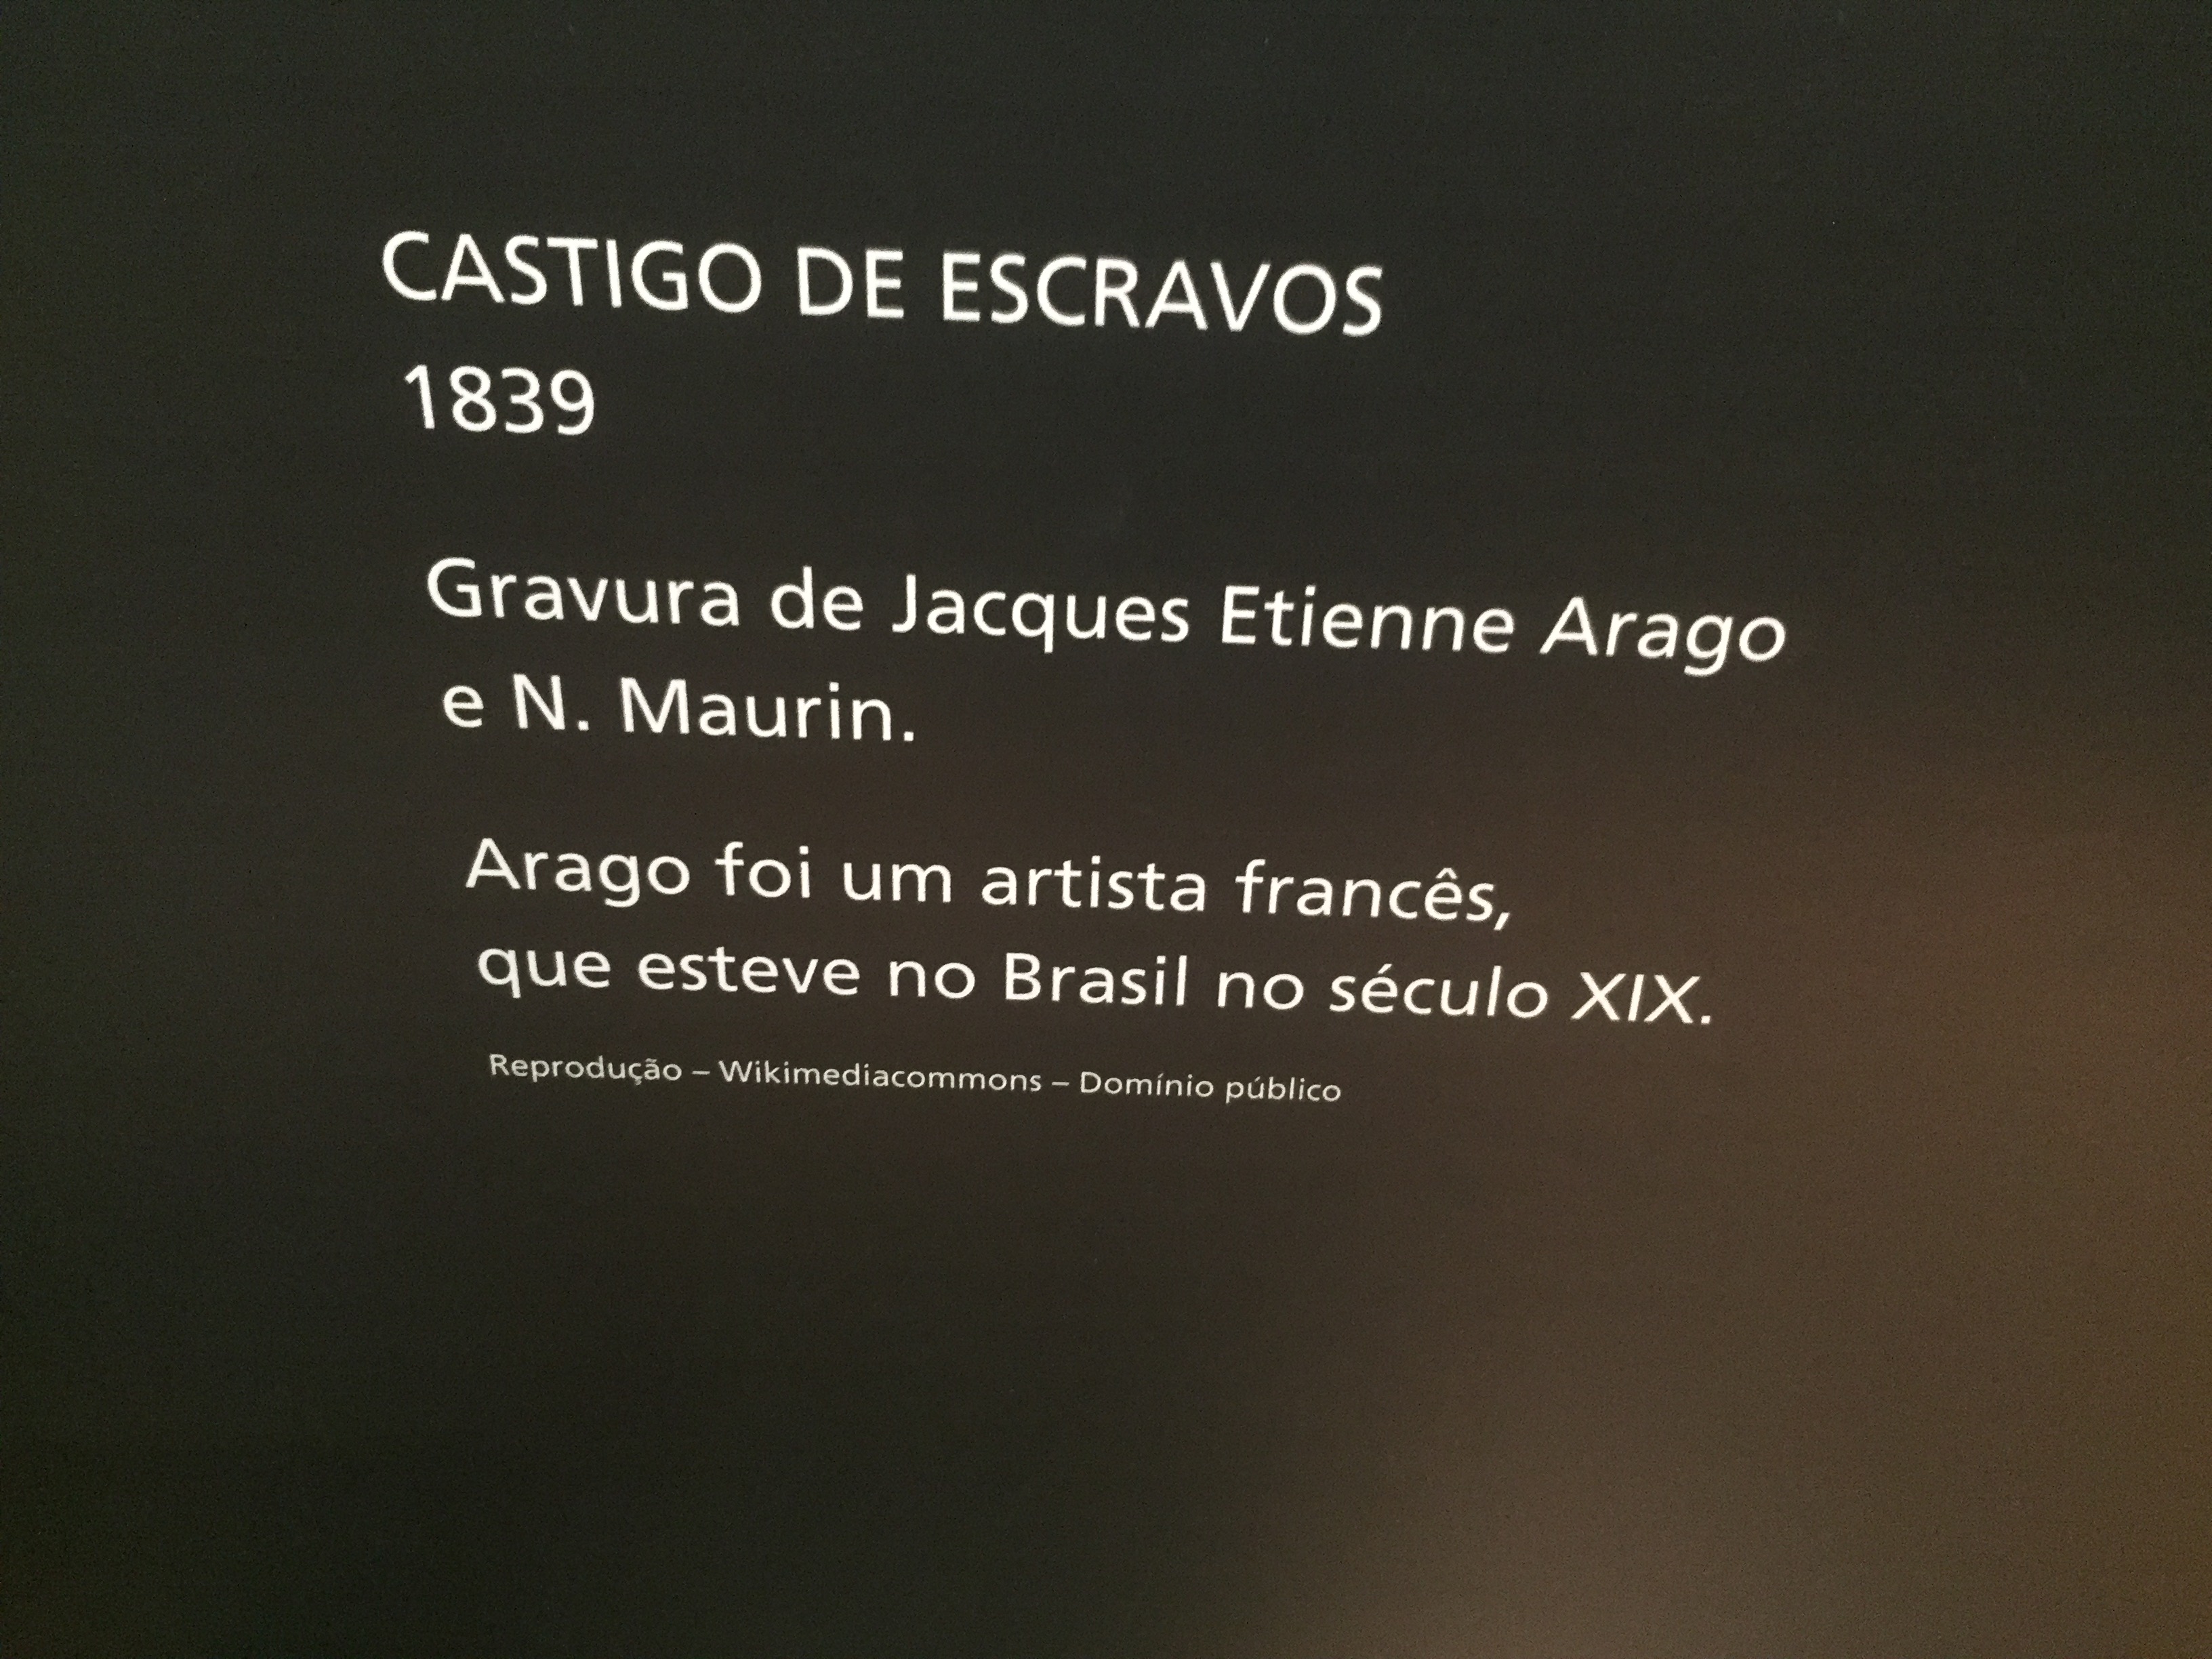 CASTIGO DE ESCRAVOS
1839
Gravura de Jacques Etienne Arago
e N. Maurin.
Arago foi um artista francês,
que esteve no Brasil no século XIX.
Reprodução – Wikimediacommons – Domínio público